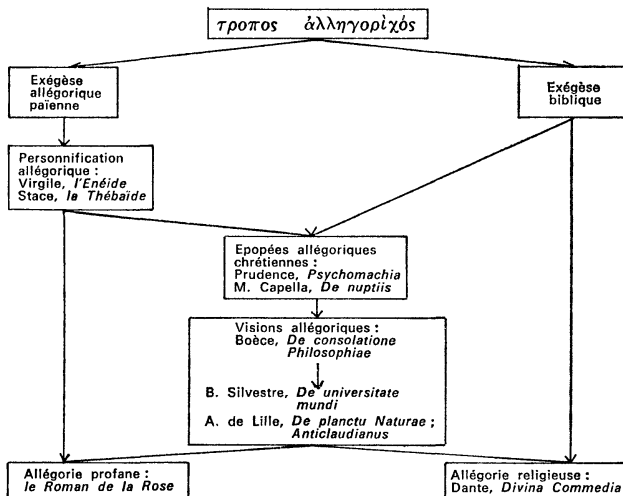 τροπος ἀλληγορὶχός
Exégèse
allégorique
païenne
Exégèse
biblique
Personnification
allégorique :
Virgile, l'Enéide
Stace, la Thébaïde
Epopées allégoriques
chrétiennes :
Prudence, Psychomachia
M. Capella, De nuptiis
Visions allégoriques :
Boèce, De consolatione
Philosophiae
B. Silvestre, De universitate
mundi
A. de Lille, De planctu Naturae ;
Anticlaudianus
Allégorie profane :
le Roman de la Rose
Allégorie religieuse :
Dante, Divina Commedia